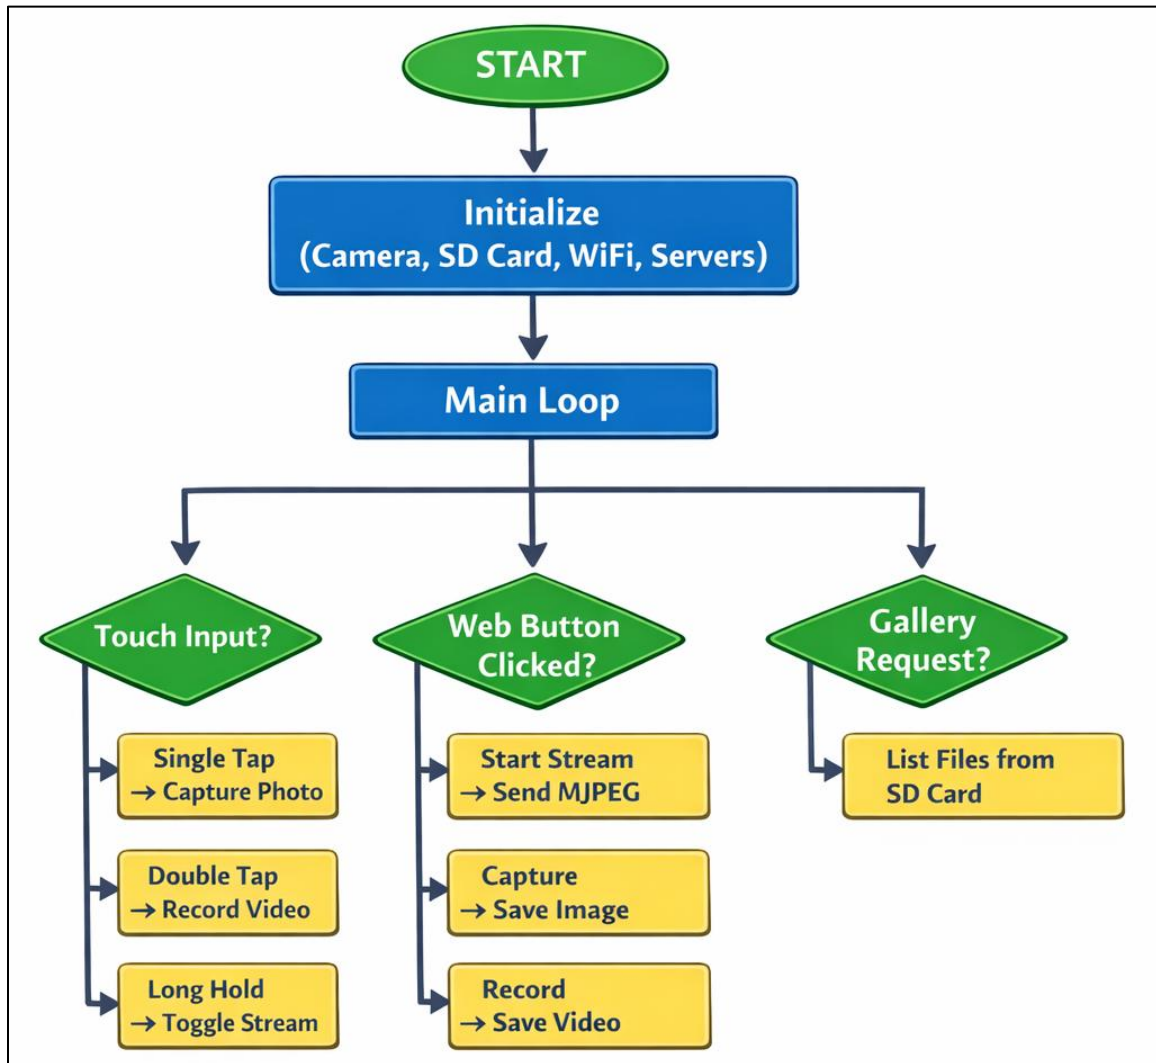 START
Initialize
(Camera, SD Card, WiFi, Servers)
Main Loop
Touch Input?
Single Tap
→ Capture Photo
Double Tap
→ Record Video
Long Hold
→ Toggle Stream
Web Button
Clicked?
Start Stream
→ Send MJPEG
Capture
→ Save Image
Record
→ Save Video
Gallery
Request?
List Files from
SD Card